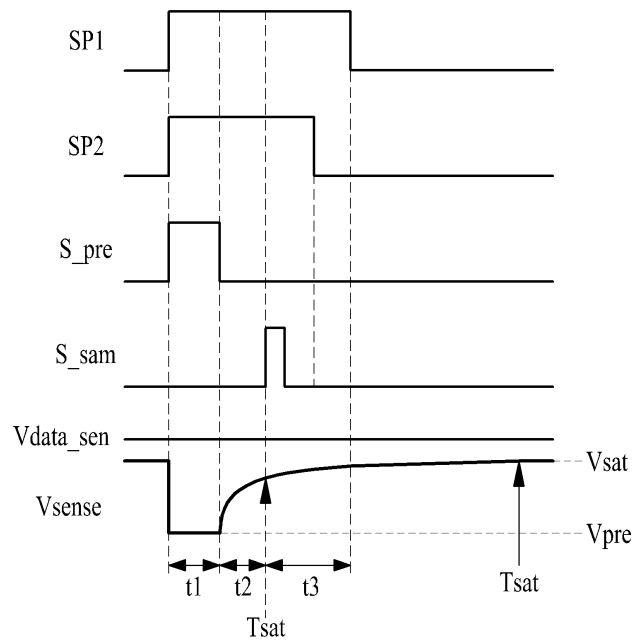 SP1
SP2
S_pre
S_sam
Vdata_sen
Vsat
Vsense
Vpre
t1 t2 t3
Tsat
Tsat